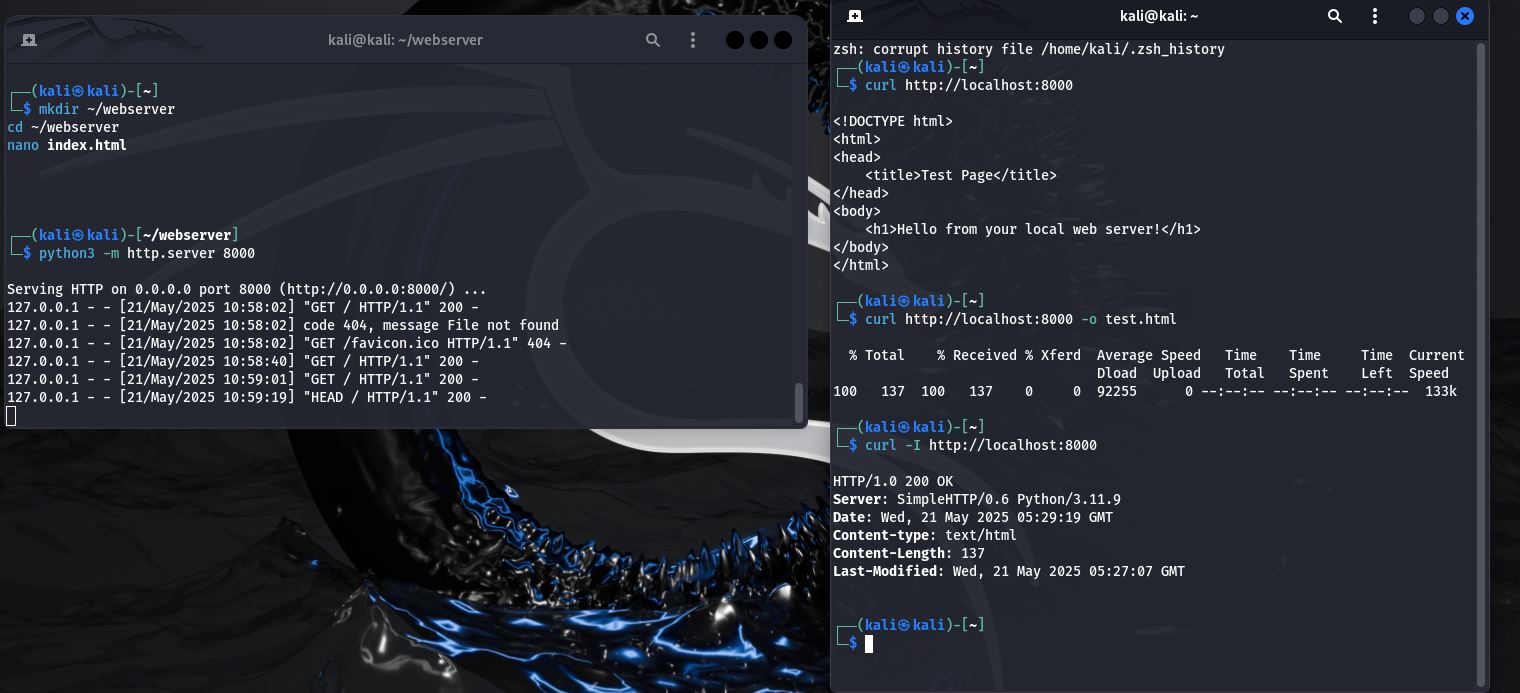 kali@kali: ~/webserver
┌──(kali㉿kali)-[~]
└─$ mkdir ~/webserver
cd ~/webserver
nano index.html
┌──(kali㉿kali)-[~/webserver]
└─$ python3 -m http.server 8000
Serving HTTP on 0.0.0.0 port 8000 (http://0.0.0.0:8000/) ...
127.0.0.1 - - [21/May/2025 10:58:02] "GET / HTTP/1.1" 200 -
127.0.0.1 - - [21/May/2025 10:58:02] code 404, message File not found
127.0.0.1 - - [21/May/2025 10:58:02] "GET /favicon.ico HTTP/1.1" 404 -
127.0.0.1 - - [21/May/2025 10:58:40] "GET / HTTP/1.1" 200 -
127.0.0.1 - - [21/May/2025 10:59:01] "GET / HTTP/1.1" 200 -
127.0.0.1 - - [21/May/2025 10:59:19] "HEAD / HTTP/1.1" 200 -
kali@kali: ~
zsh: corrupt history file /home/kali/.zsh_history
┌──(kali㉿kali)-[~]
└─$ curl http://localhost:8000
<!DOCTYPE html>
<html>
<head>
    <title>Test Page</title>
</head>
<body>
    <h1>Hello from your local web server!</h1>
</body>
</html>
┌──(kali㉿kali)-[~]
└─$ curl http://localhost:8000 -o test.html
  % Total    % Received % Xferd  Average Speed   Time    Time     Time  Current
                                 Dload  Upload   Total   Spent    Left  Speed
100   137  100   137    0     0  92255      0 --:--:-- --:--:-- --:--:--  133k
┌──(kali㉿kali)-[~]
└─$ curl -I http://localhost:8000
HTTP/1.0 200 OK
Server: SimpleHTTP/0.6 Python/3.11.9
Date: Wed, 21 May 2025 05:29:19 GMT
Content-type: text/html
Content-Length: 137
Last-Modified: Wed, 21 May 2025 05:27:07 GMT
┌──(kali㉿kali)-[~]
└─$